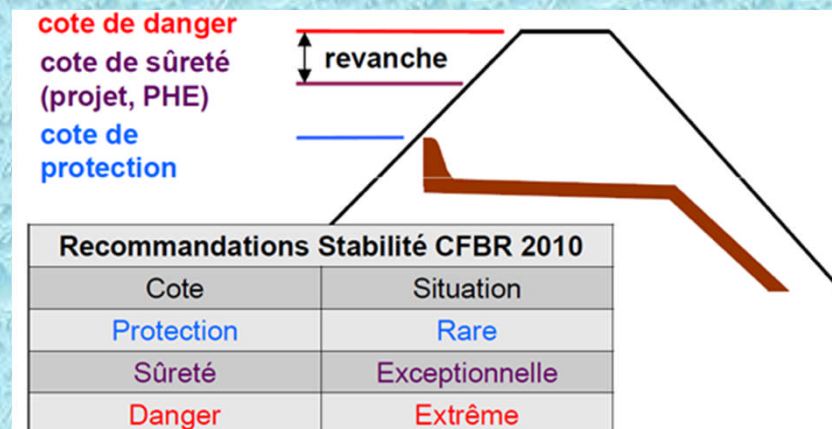 cote de danger
revanche
cote de sûreté
(projet, PHE)
cote de
protection
Recommandations Stabilité CFBR 2010
Cote Situation
Protection Rare
Sûreté Exceptionnelle
Danger Extrême